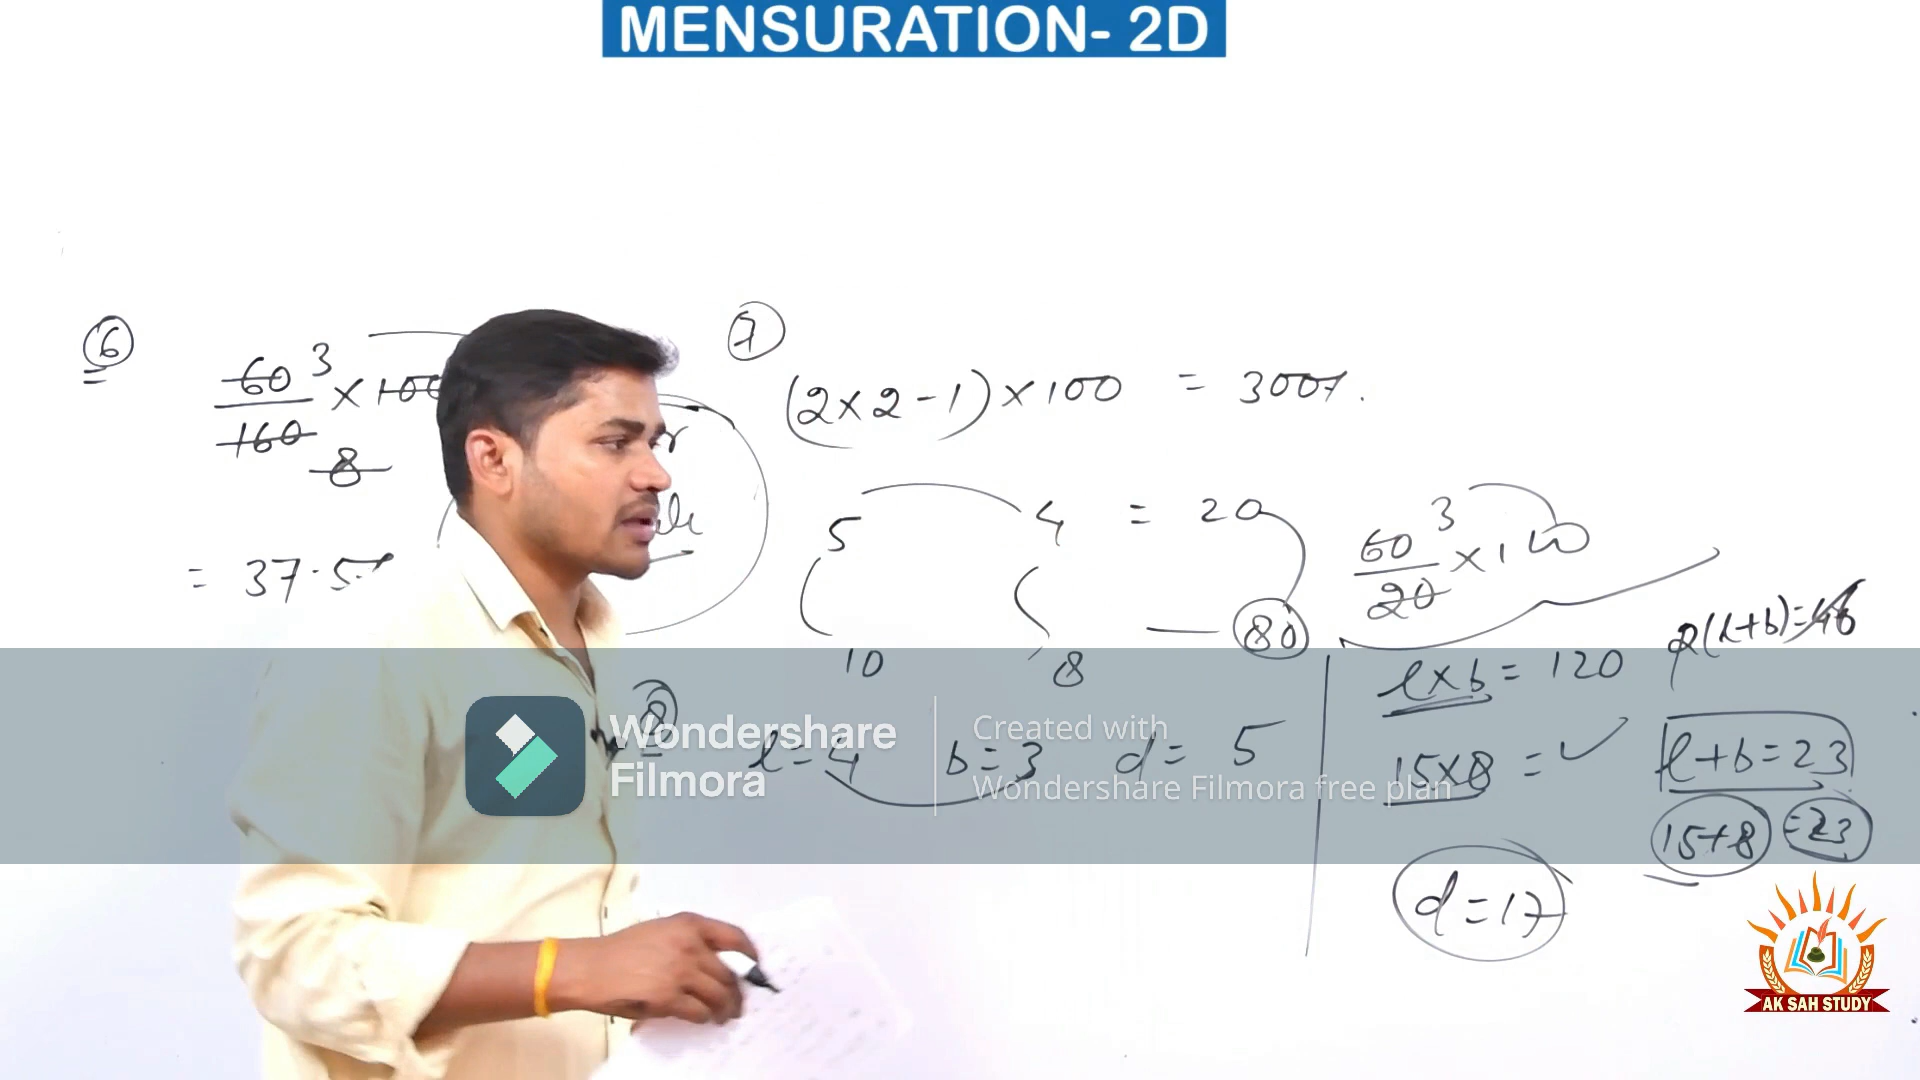 MENSURATION- 2D
6
60 3
× 100
160
8
= 37.5%
7
(2×2-1)×100 = 300%.
5 4 = 20
10 8 — 80
60 3
× 100
20
8
l=4 b=3 d= 5
l×b = 120
2(l+b)=46
15×8 = ✓
l+b=23
15+8 =23
d=17
Wondershare
Filmora
Created with
Wondershare Filmora free plan
AK SAH STUDY